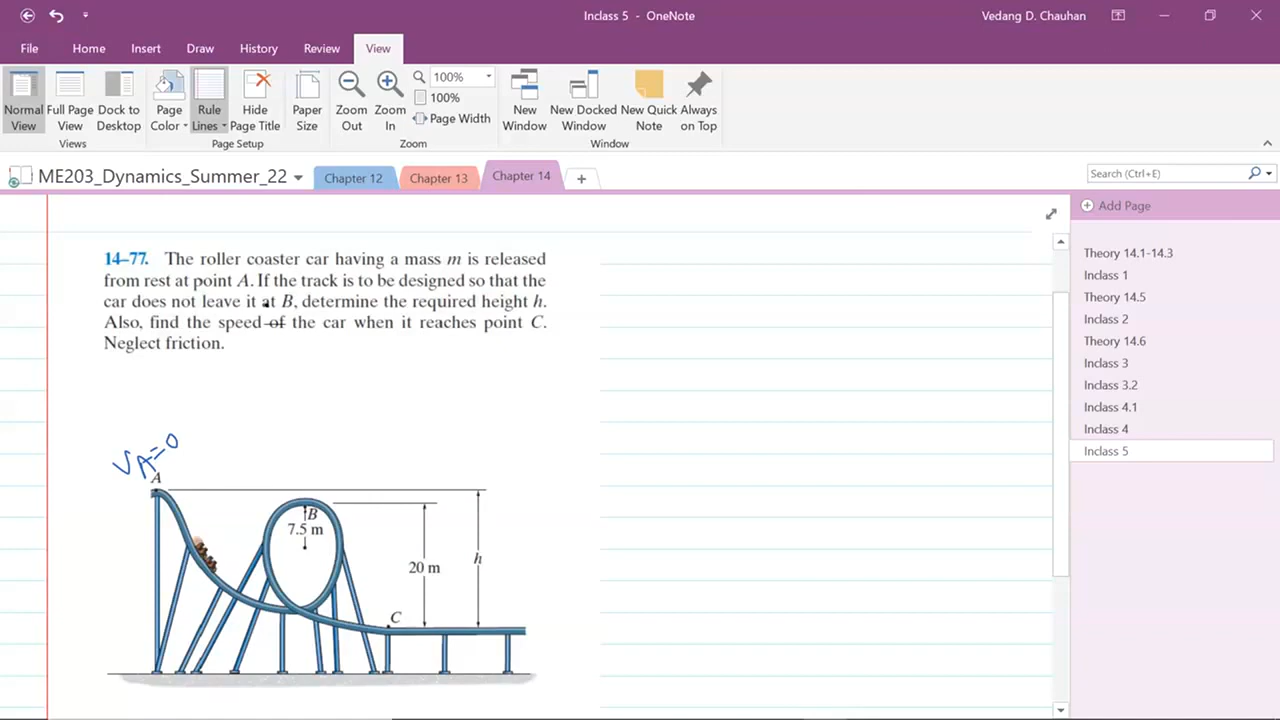 Inclass 5 - OneNote
Vedang D. Chauhan
File Home Insert Draw History Review View
Normal View
Full Page View
Dock to Desktop
Views
Page Color
Rule Lines
Hide Page Title
Page Setup
Paper Size
Zoom Out
Zoom In
100%
100%
Page Width
Zoom
New Window
New Docked Window
New Quick Note
Always on Top
Window
ME203_Dynamics_Summer_22
Chapter 12
Chapter 13
Chapter 14
Search (Ctrl+E)
Add Page
Theory 14.1-14.3
Inclass 1
Theory 14.5
Inclass 2
Theory 14.6
Inclass 3
Inclass 3.2
Inclass 4.1
Inclass 4
Inclass 5
14–77. The roller coaster car having a mass m is released
from rest at point A. If the track is to be designed so that the
car does not leave it at B, determine the required height h.
Also, find the speed of the car when it reaches point C.
Neglect friction.
VA=0
A
B
7.5 m
20 m
h
C